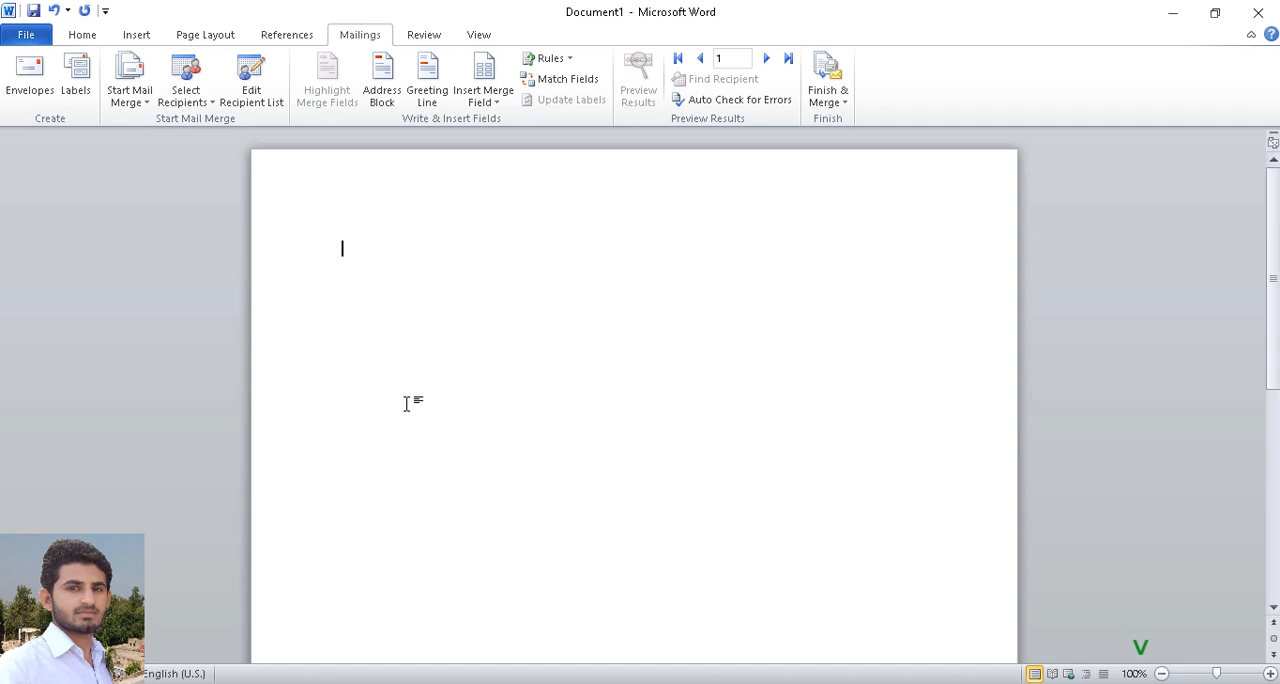 Document1 - Microsoft Word
File Home Insert Page Layout References Mailings Review View
Envelopes Labels
Create
Start Mail Merge
Select Recipients
Edit Recipient List
Start Mail Merge
Highlight Merge Fields
Address Block
Greeting Line
Insert Merge Field
Rules
Match Fields
Update Labels
Write & Insert Fields
Preview Results
1
Find Recipient
Auto Check for Errors
Preview Results
Finish & Merge
Finish
V
English (U.S.)
100%